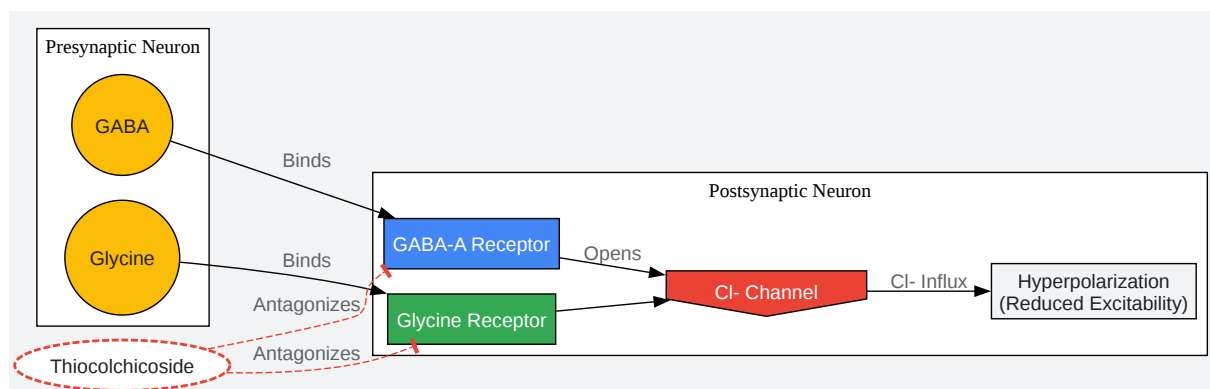 Presynaptic Neuron
GABA
Binds
Postsynaptic Neuron
GABA-A Receptor
Opens
Glycine
Binds
Cl- Channel
Cl- Influx
Hyperpolarization
(Reduced Excitability)
Antagonizes
Glycine Receptor
Thiocolchicoside
Antagonizes